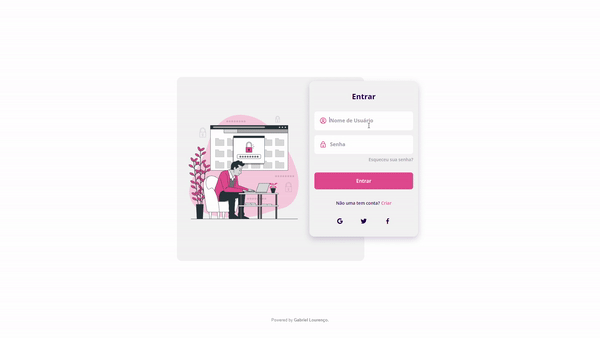 Entrar
Nome de Usuário
Senha
Esqueceu sua senha?
Entrar
Não uma tem conta? Criar
Powered by Gabriel Lourenço.